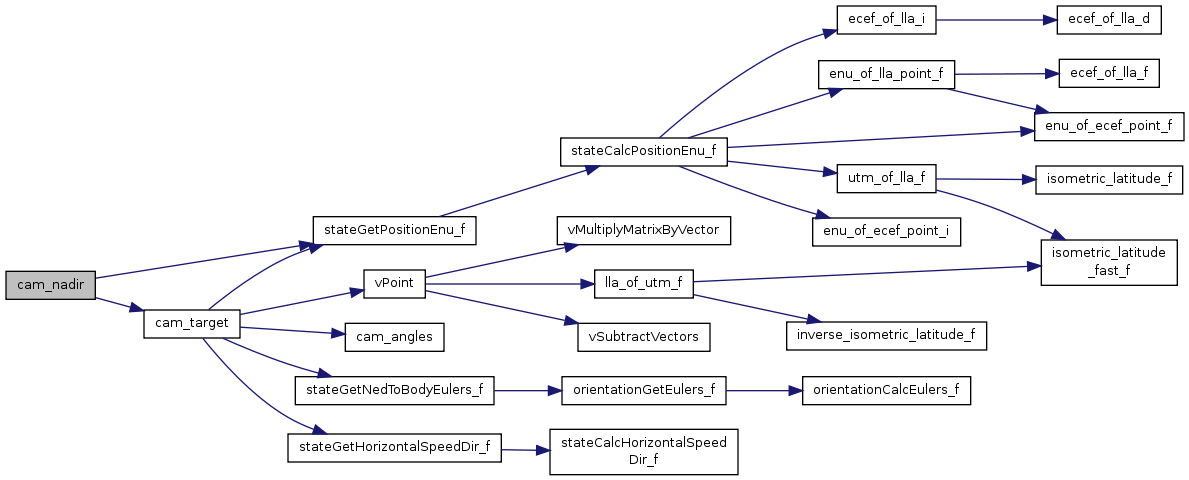 ecef_of_lla_i
ecef_of_lla_d
enu_of_lla_point_f
ecef_of_lla_f
enu_of_ecef_point_f
stateCalcPositionEnu_f
utm_of_lla_f
isometric_latitude_f
stateGetPositionEnu_f
vMultiplyMatrixByVector
enu_of_ecef_point_i
isometric_latitude
_fast_f
cam_nadir
vPoint
lla_of_utm_f
cam_target
cam_angles
vSubtractVectors
inverse_isometric_latitude_f
stateGetNedToBodyEulers_f
orientationGetEulers_f
orientationCalcEulers_f
stateGetHorizontalSpeedDir_f
stateCalcHorizontalSpeed
Dir_f